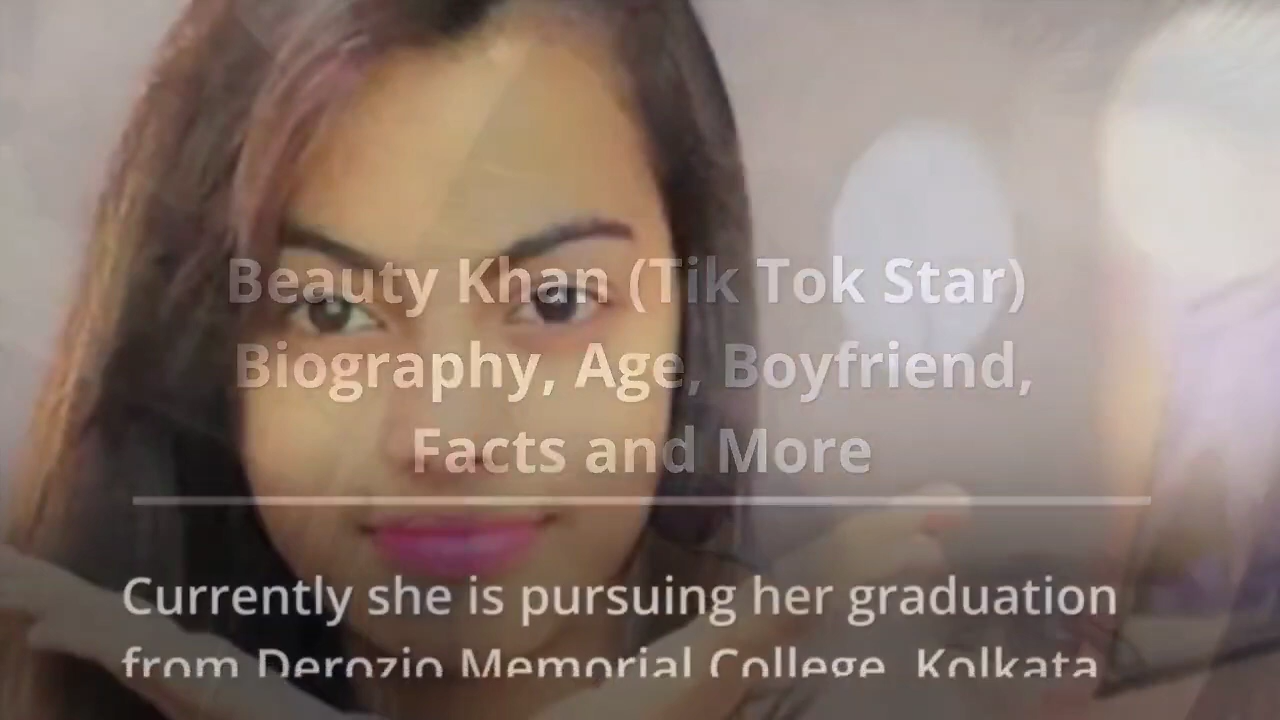 Beauty Khan (Tik Tok Star)
Biography, Age, Boyfriend,
Facts and More
Currently she is pursuing her graduation
from Derozio Memorial College, Kolkata